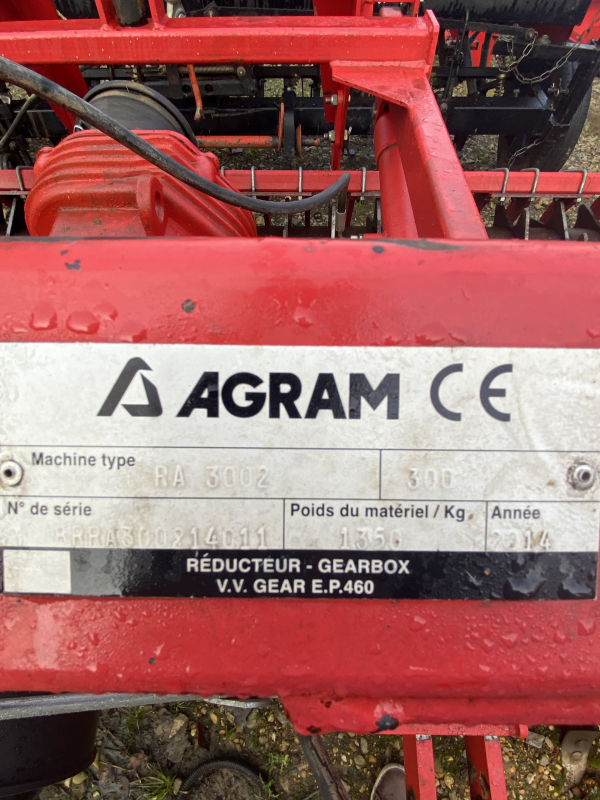 AGRAM CE
Machine type RA 3002 300
N° de série Poids du matériel / Kg Année
1350 2014
RÉDUCTEUR - GEARBOX
V.V. GEAR E.P.460